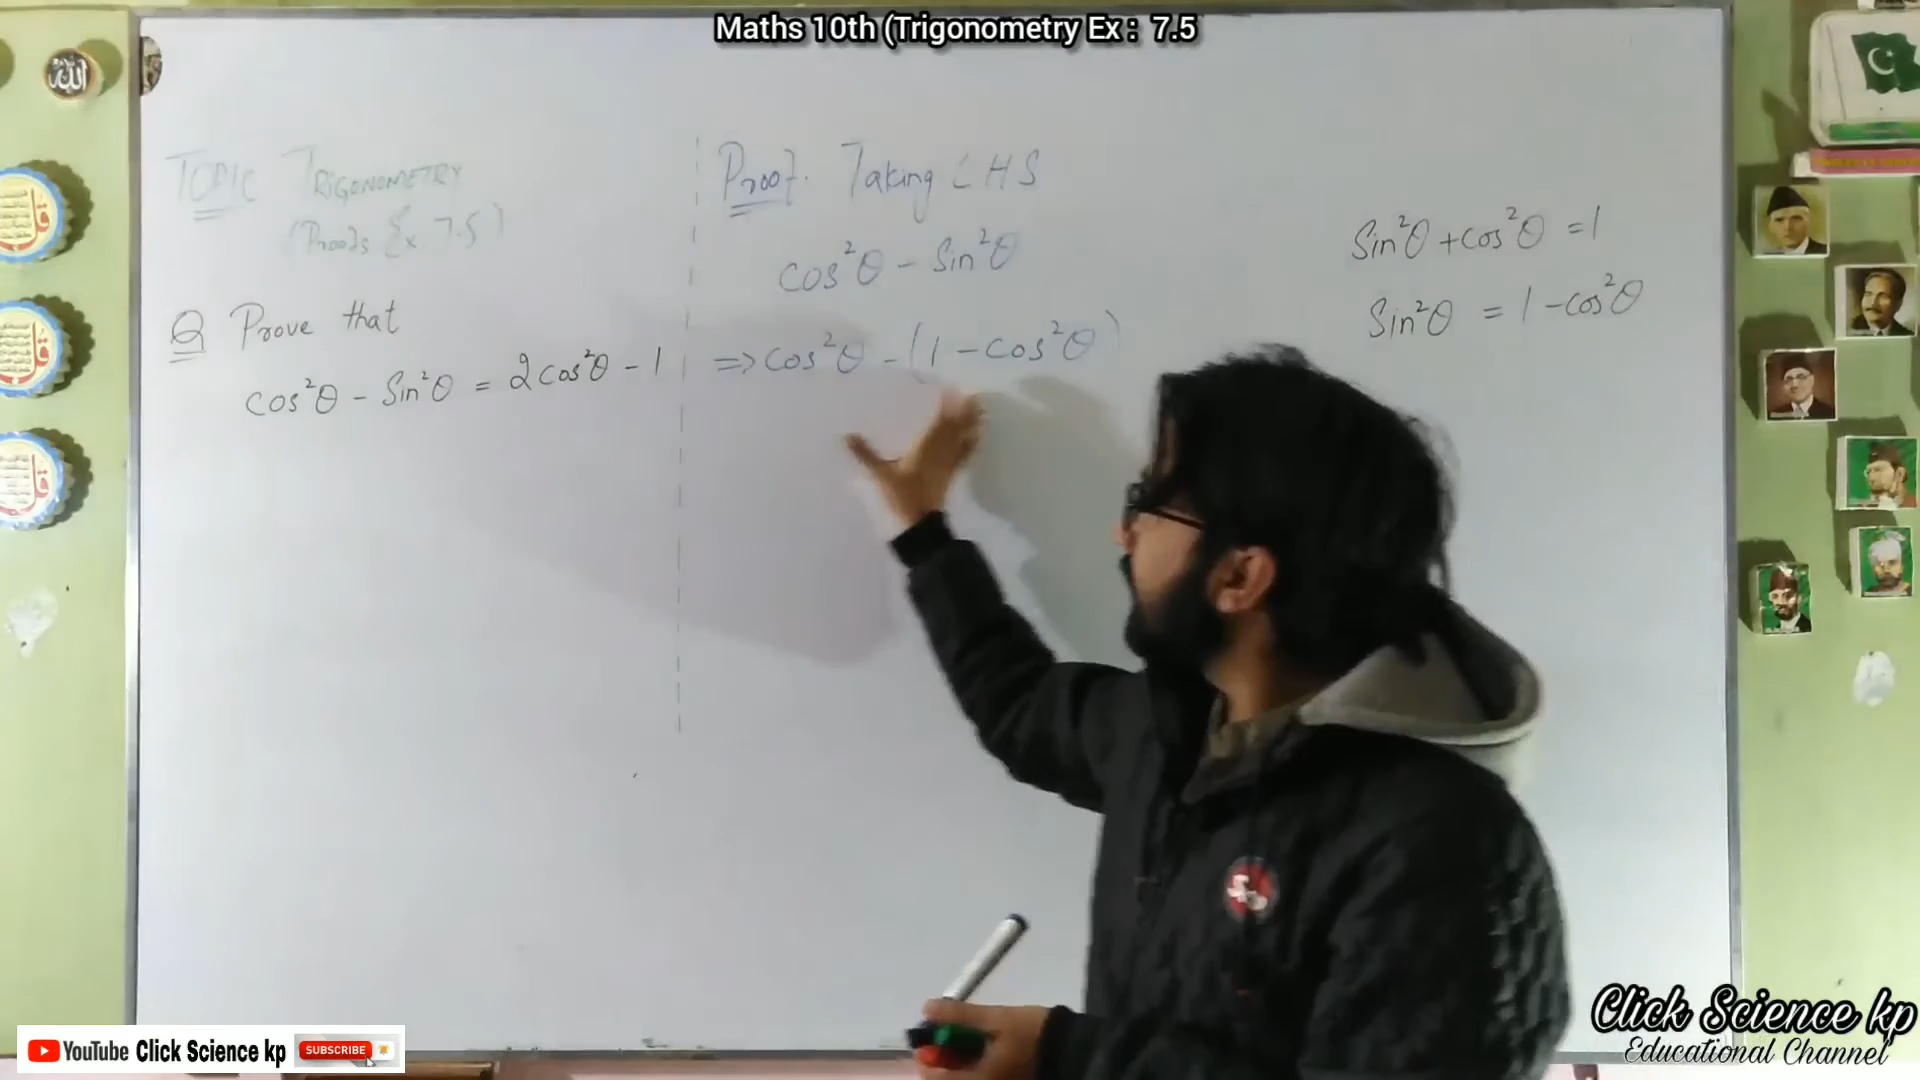 Maths 10th (Trigonometry Ex : 7.5
TOPIC TRIGONOMETRY
(Proofs Ex. 7.5)
Q Prove that
cos²θ - Sin²θ = 2cos²θ - 1
Proof. Taking LHS
cos²θ - Sin²θ
⇒ cos²θ - (1 - cos²θ)
Sin²θ + cos²θ = 1
Sin²θ = 1 - cos²θ
YouTube Click Science kp SUBSCRIBE
Click Science kp
Educational Channel